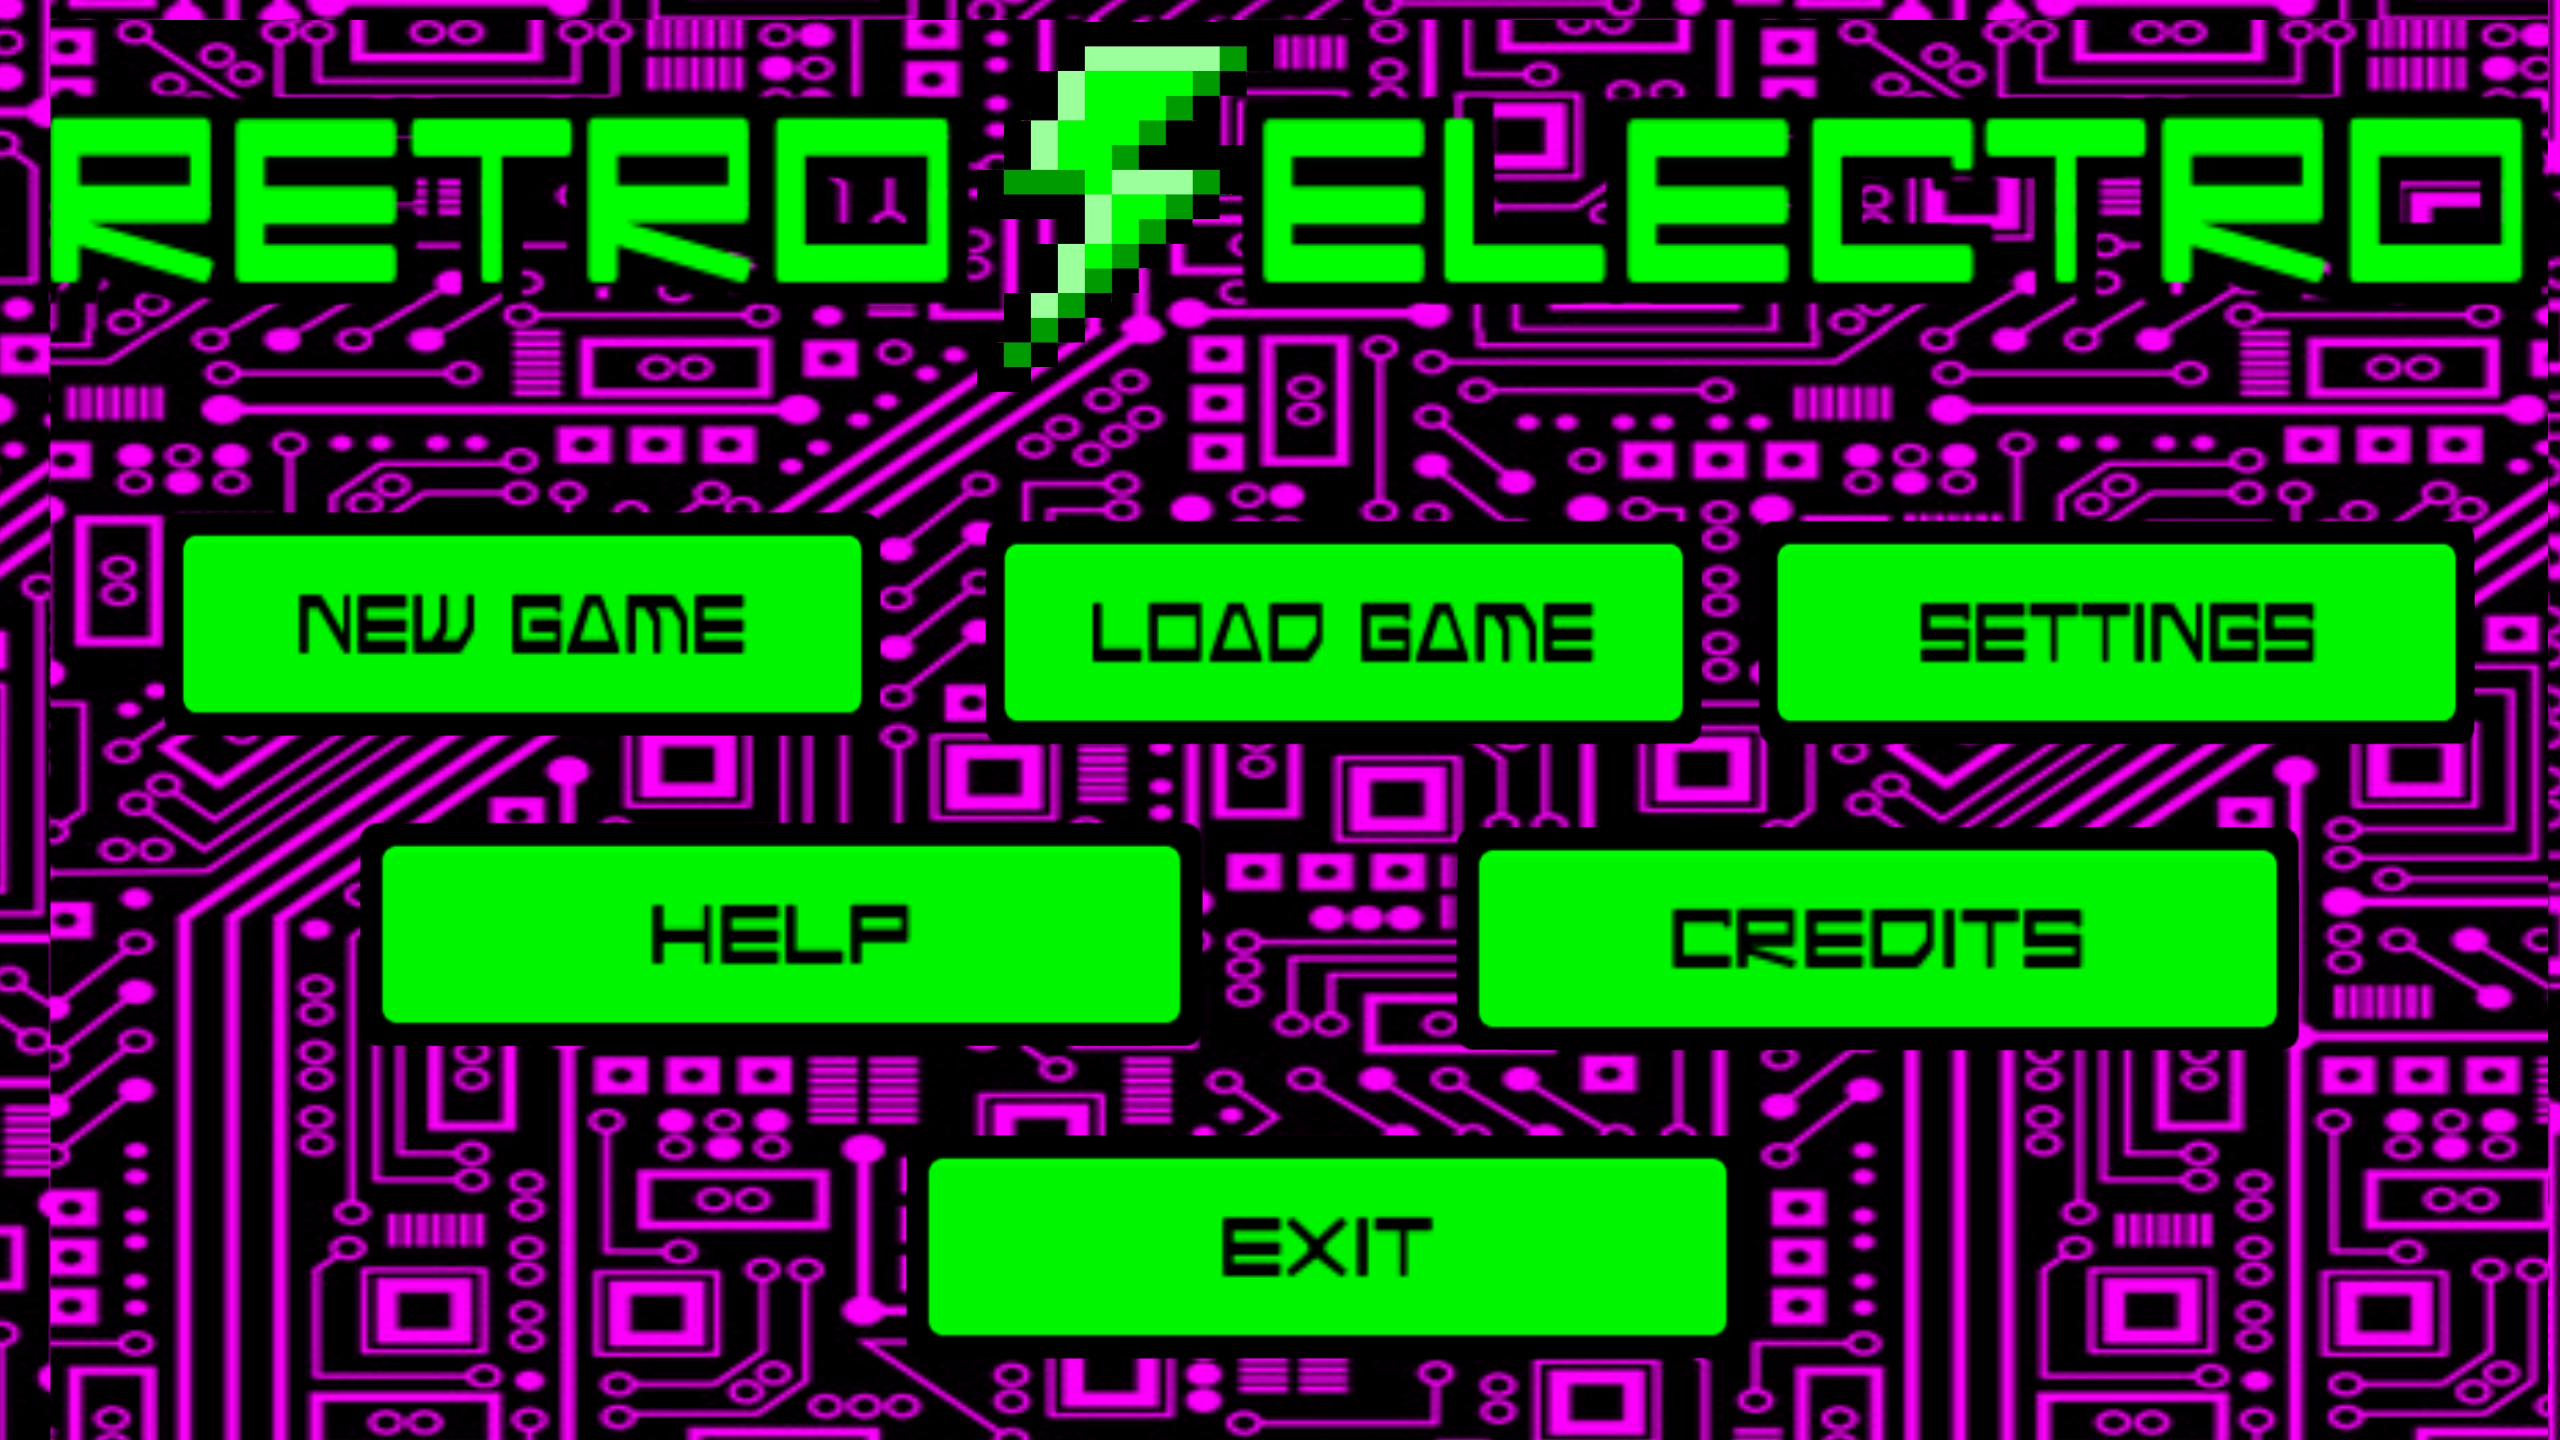 RETRO ELECTRO
NEW GAME
LOAD GAME
SETTINGS
HELP
CREDITS
EXIT